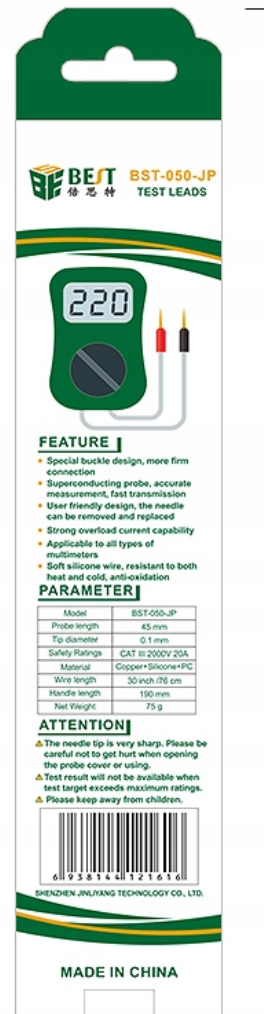 BEST
倍思特
BST-050-JP
TEST LEADS
220
FEATURE
• Special buckle design, more firm
connection
• Superconducting probe, accurate
measurement, fast transmission
• User friendly design, the needle
can be removed and replaced
• Strong overload current capability
• Applicable to all types of
multimeters
• Soft silicone wire, resistant to both
heat and cold, anti-oxidation
PARAMETER
Model BST-050-JP
Probe length 45 mm
Tip diameter 0.1 mm
Safety Ratings CAT III 2000V 20A
Material Copper+Silicone+PC
Wire length 30 inch /76 cm
Handle length 190 mm
Net Weight 75 g
ATTENTION
⚠The needle tip is very sharp. Please be
careful not to get hurt when opening
the probe cover or using.
⚠Test result will not be available when
test target exceeds maximum ratings.
⚠ Please keep away from children.
6 938144 121616
SHENZHEN JINLIYANG TECHNOLOGY CO., LTD.
MADE IN CHINA